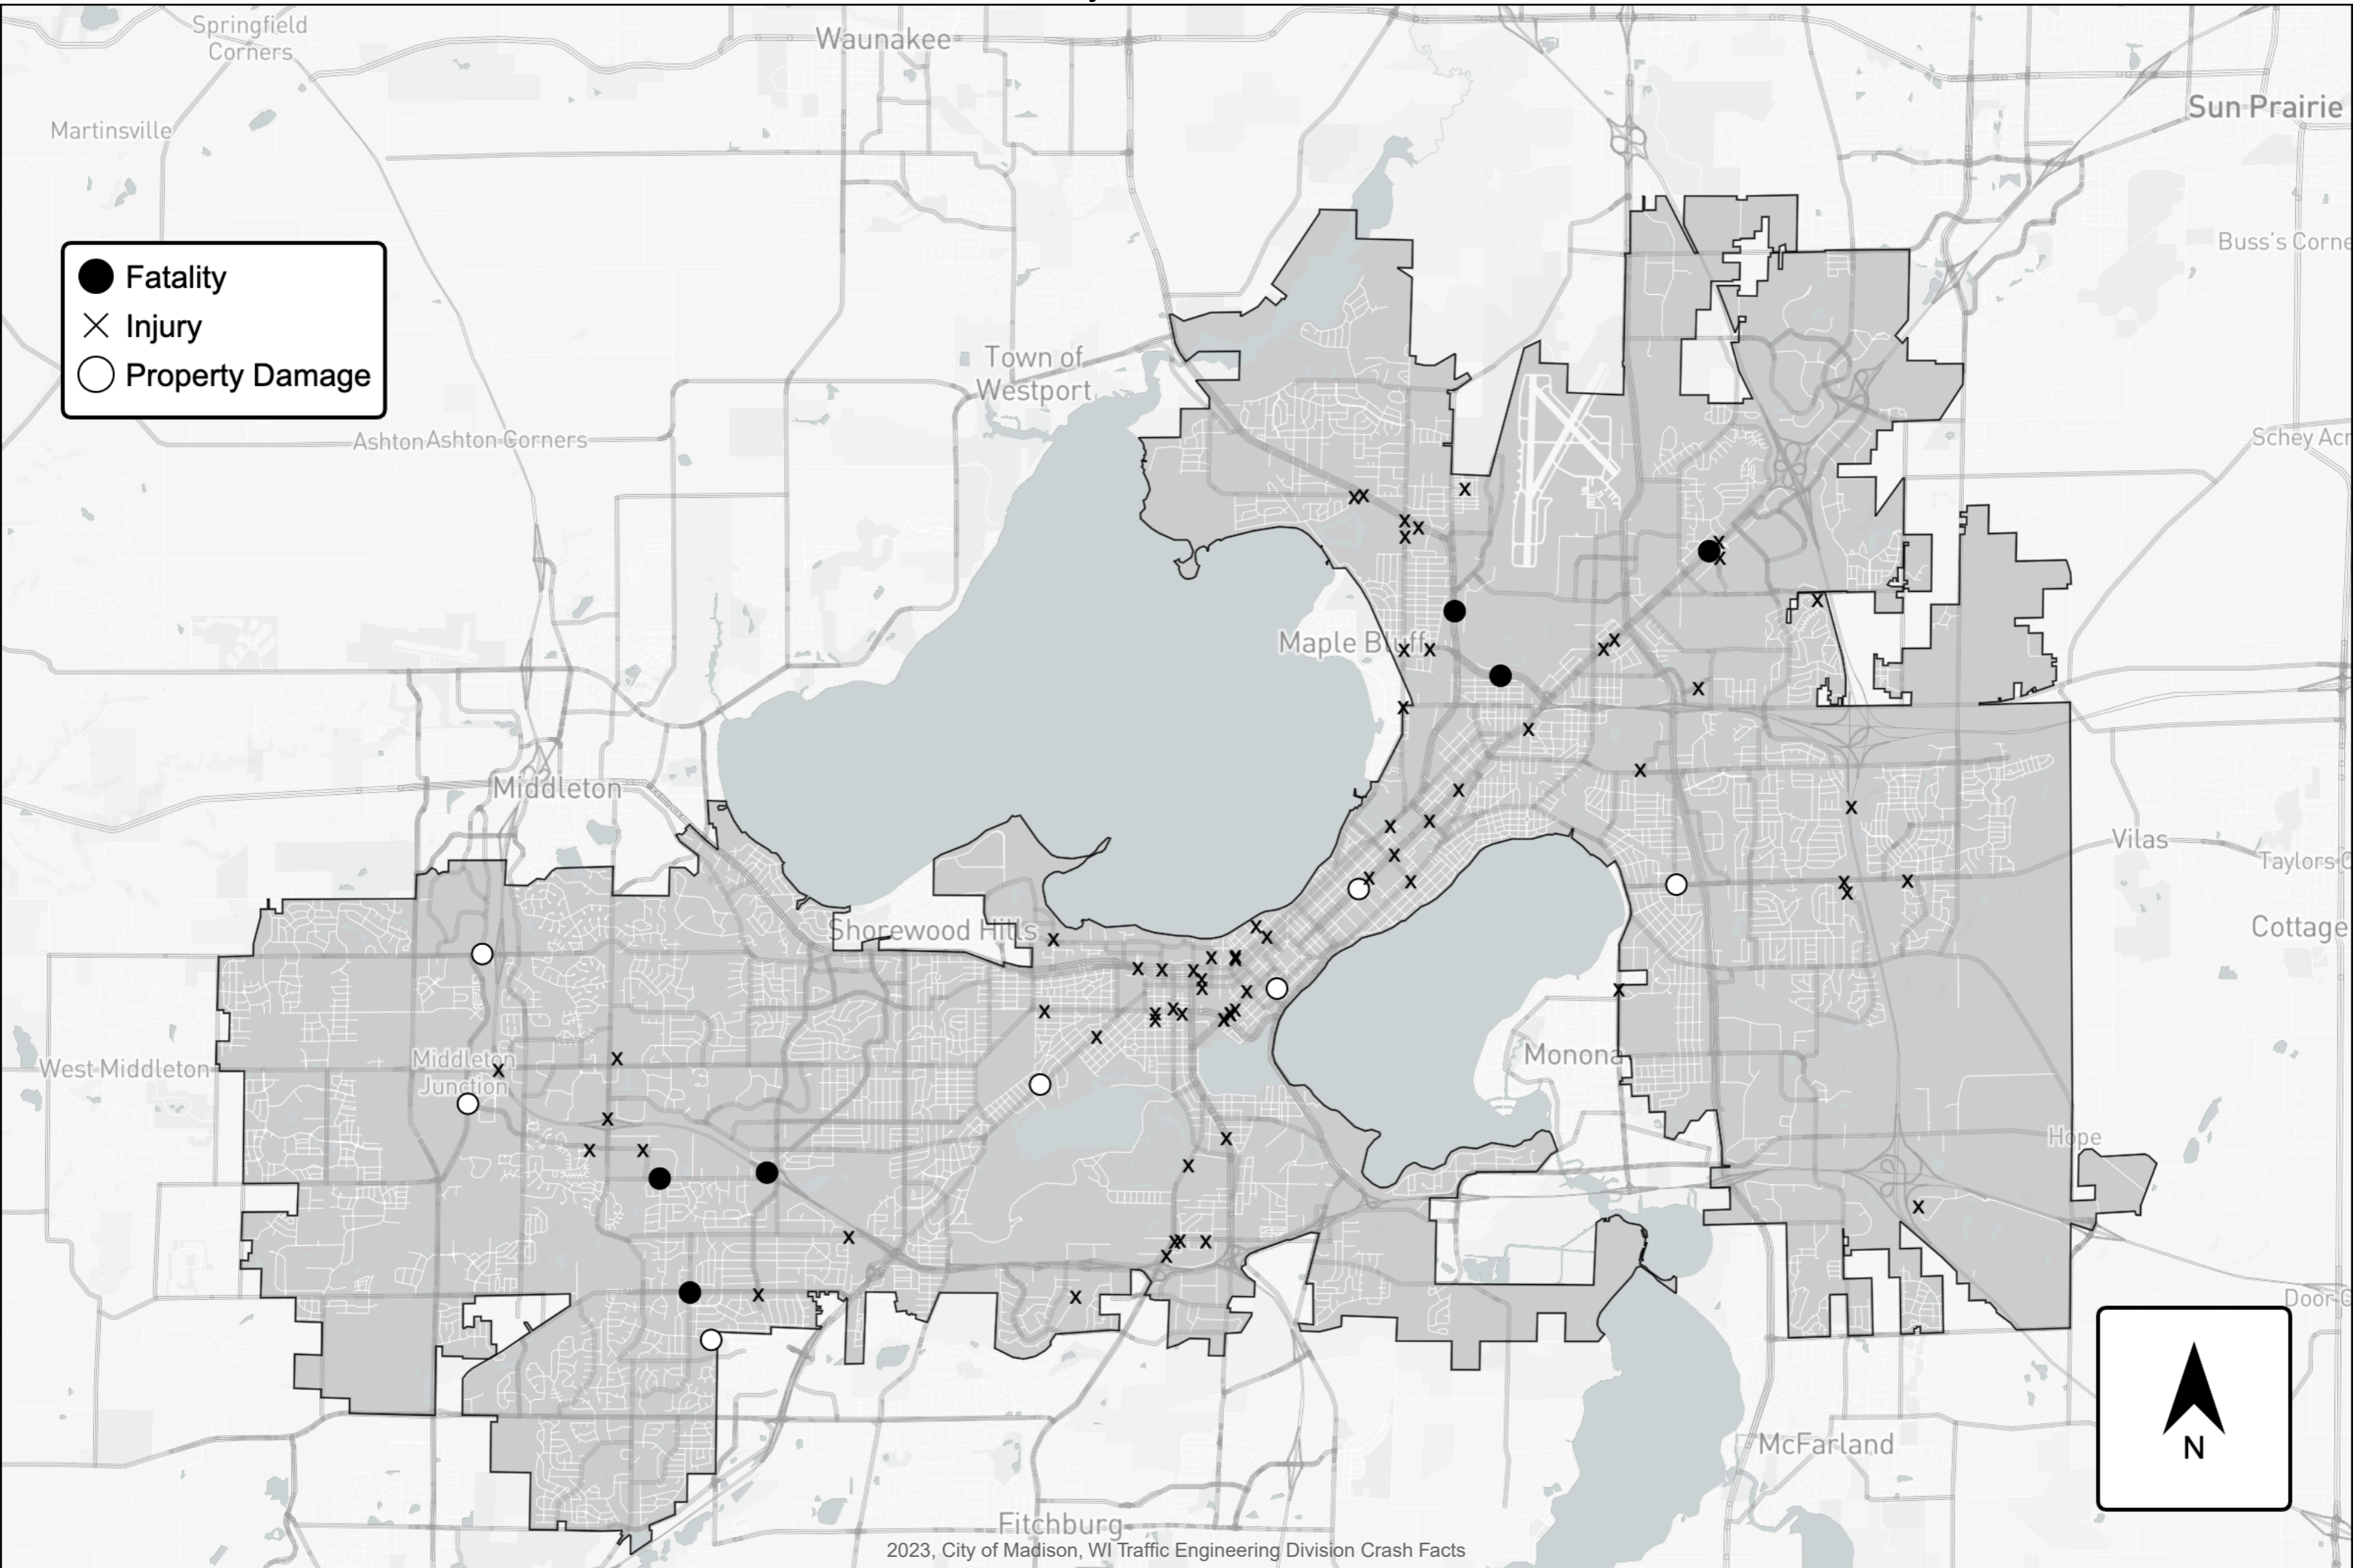 Springfield
Corners
Waunakee
Sun Prairie
Martinsville
Buss's Corne
Fatality
Injury
Property Damage
Town of
Westport
Ashton
Ashton Corners
Schey Acr
Maple Bluff
Middleton
Vilas
Taylors C
Cottage
Shorewood Hills
Monona
West Middleton
Middleton
Junction
Hope
Door C
McFarland
N
Fitchburg
2023, City of Madison, WI Traffic Engineering Division Crash Facts